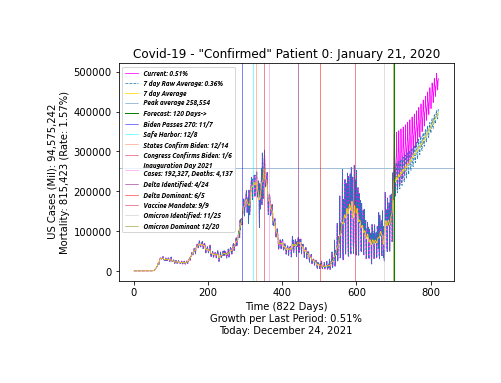 Covid-19 - "Confirmed" Patient 0: January 21, 2020
US Cases (Mil): 94,575,242
Mortality: 815,423 (Rate: 1.57%)
500000
400000
300000
200000
100000
0
Current: 0.51%
7 day Raw Average: 0.36%
7 day Average
Peak average 258,554
Forecast: 120 Days->
Biden Passes 270: 11/7
Safe Harbor: 12/8
States Confirm Biden: 12/14
Congress Confirms Biden: 1/6
Inauguration Day 2021
Cases: 192,327, Deaths: 4,137
Delta Identified: 4/24
Delta Dominant: 6/5
Vaccine Mandate: 9/9
Omicron Identified: 11/25
Omicron Dominant 12/20
0 200 400 600 800
Time (822 Days)
Growth per Last Period: 0.51%
Today: December 24, 2021